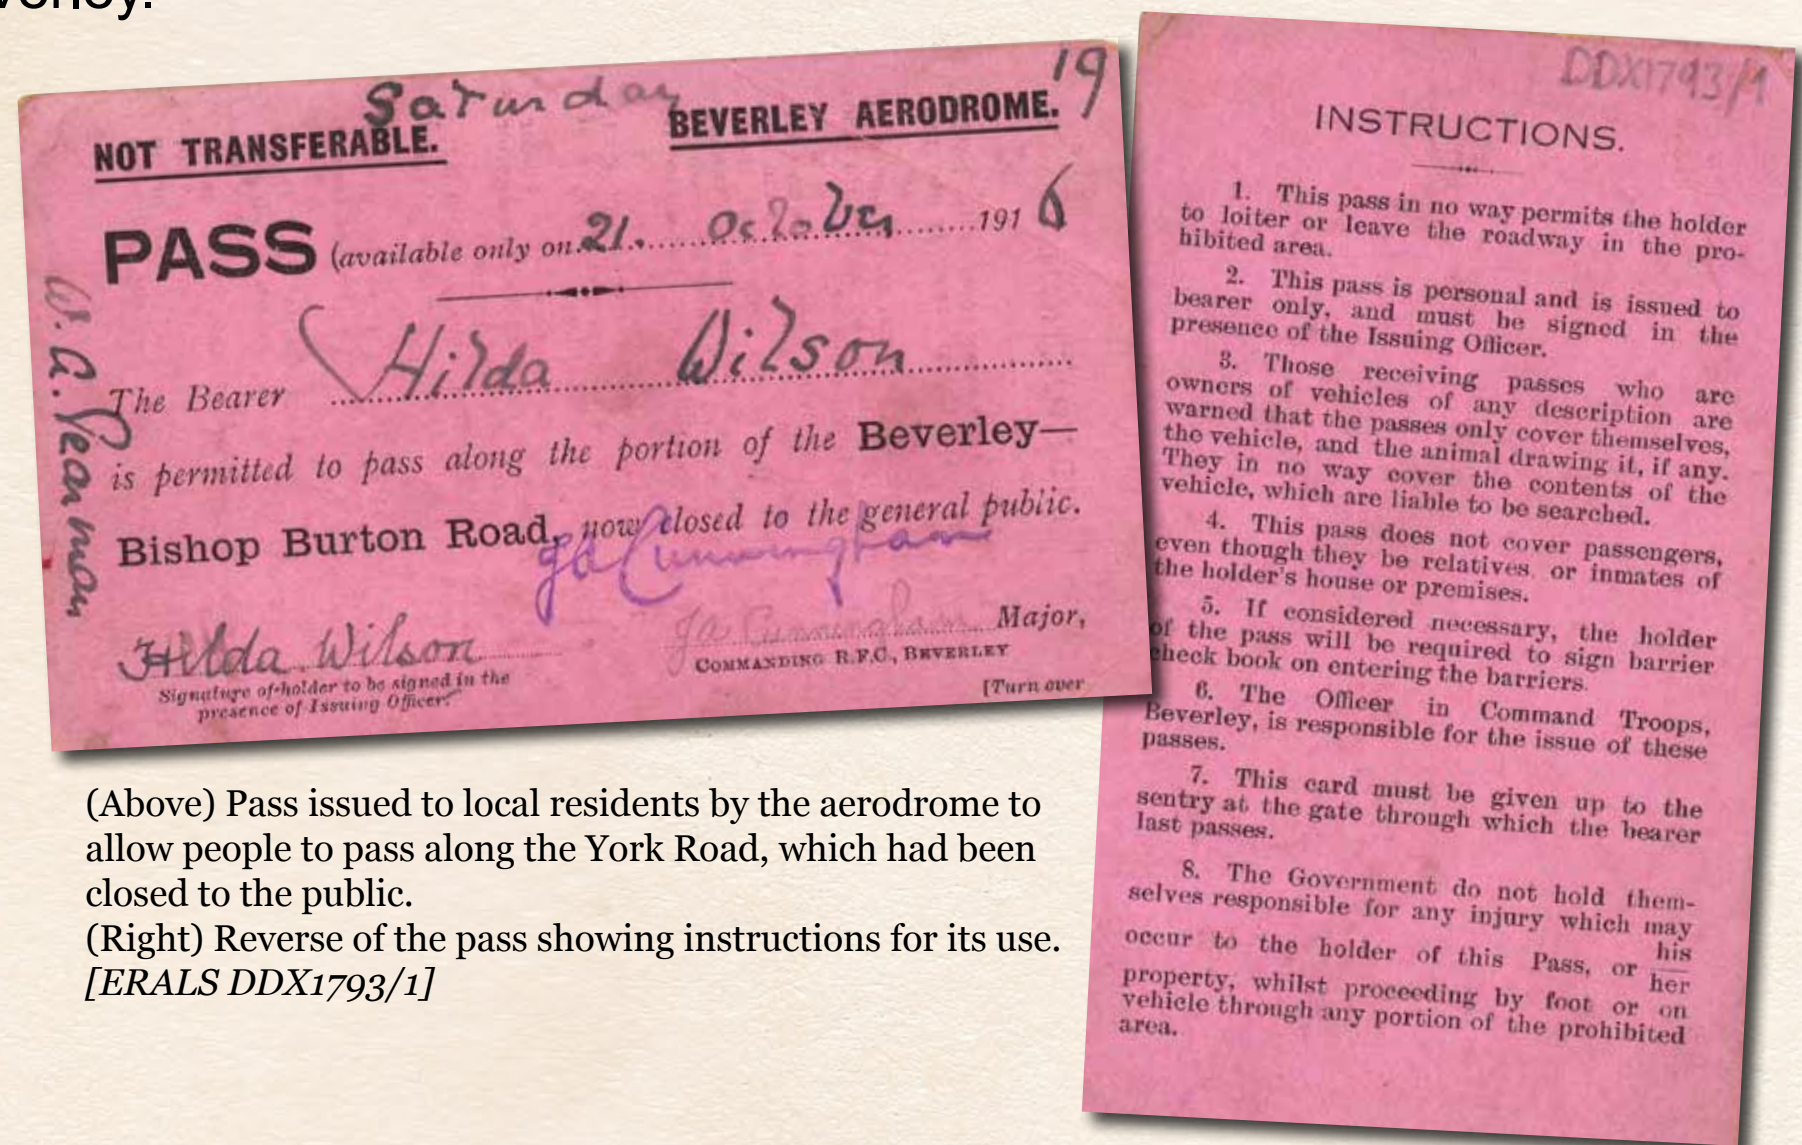 Saturday
19
NOT TRANSFERABLE.
BEVERLEY AERODROME.
PASS (available only on 21. October 1916
The Bearer Hilda Wilson
is permitted to pass along the portion of the Beverley—
Bishop Burton Road, now closed to the general public.
J A Cunningham
W. A. Pearman
Hilda Wilson
Signature of holder to be signed in the
presence of Issuing Officer.
J A Cunningham Major,
COMMANDING R.F.C., BEVERLEY
[Turn over
DDX1793/1
INSTRUCTIONS.
1. This pass in no way permits the holder
to loiter or leave the roadway in the pro-
hibited area.
2. This pass is personal and is issued to
bearer only, and must be signed in the
presence of the Issuing Officer.
3. Those receiving passes who are
owners of vehicles of any description are
warned that the passes only cover themselves,
the vehicle, and the animal drawing it, if any.
They in no way cover the contents of the
vehicle, which are liable to be searched.
4. This pass does not cover passengers,
even though they be relatives or inmates of
the holder's house or premises.
5. If considered necessary, the holder
of the pass will be required to sign barrier
check book on entering the barriers.
6. The Officer in Command Troops,
Beverley, is responsible for the issue of these
passes.
7. This card must be given up to the
sentry at the gate through which the bearer
last passes.
8. The Government do not hold them-
selves responsible for any injury which may
occur to the holder of this Pass, or his
her
property, whilst proceeding by foot or on
vehicle through any portion of the prohibited
area.
(Above) Pass issued to local residents by the aerodrome to
allow people to pass along the York Road, which had been
closed to the public.
(Right) Reverse of the pass showing instructions for its use.
[ERALS DDX1793/1]